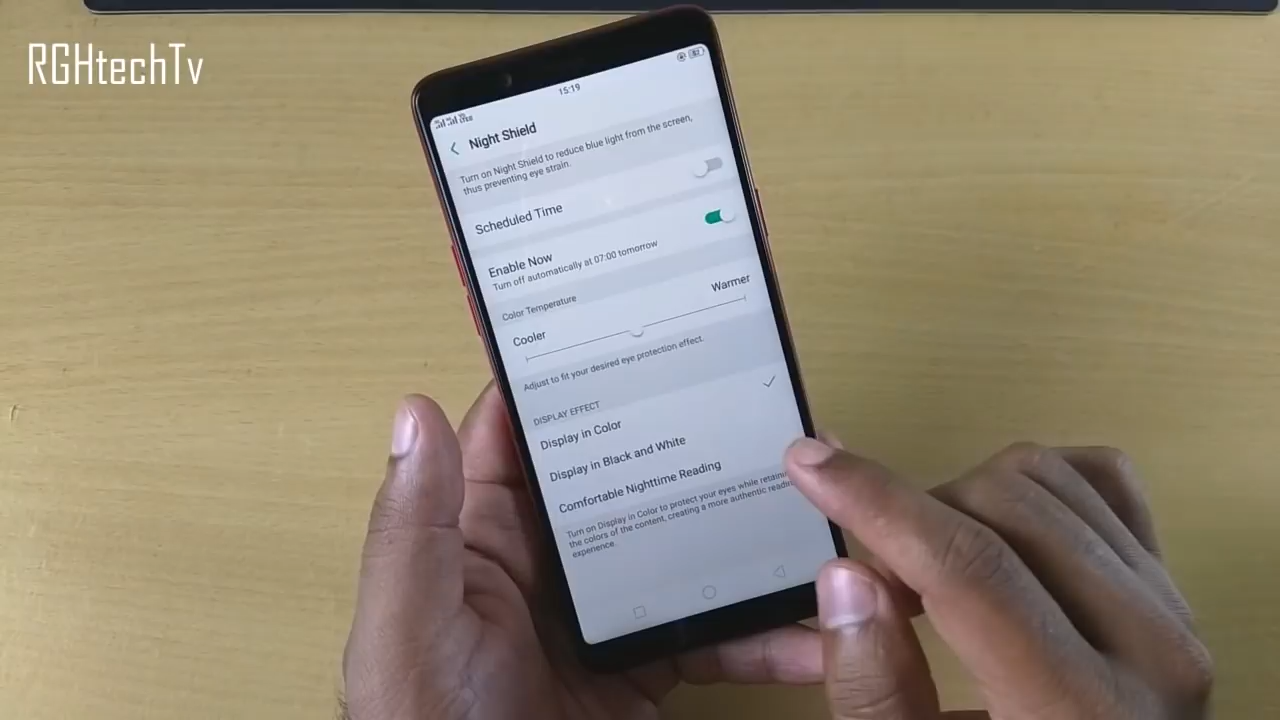 RGHtechTv
15:19
Night Shield
Turn on Night Shield to reduce blue light from the screen,
thus preventing eye strain.
Scheduled Time
Enable Now
Turn off automatically at 07:00 tomorrow
Color Temperature
Cooler
Warmer
Adjust to fit your desired eye protection effect.
DISPLAY EFFECT
Display in Color
Display in Black and White
Comfortable Nighttime Reading
Turn on Display in Color to protect your eyes while
the colors of the content, creating a more authentic
experience.